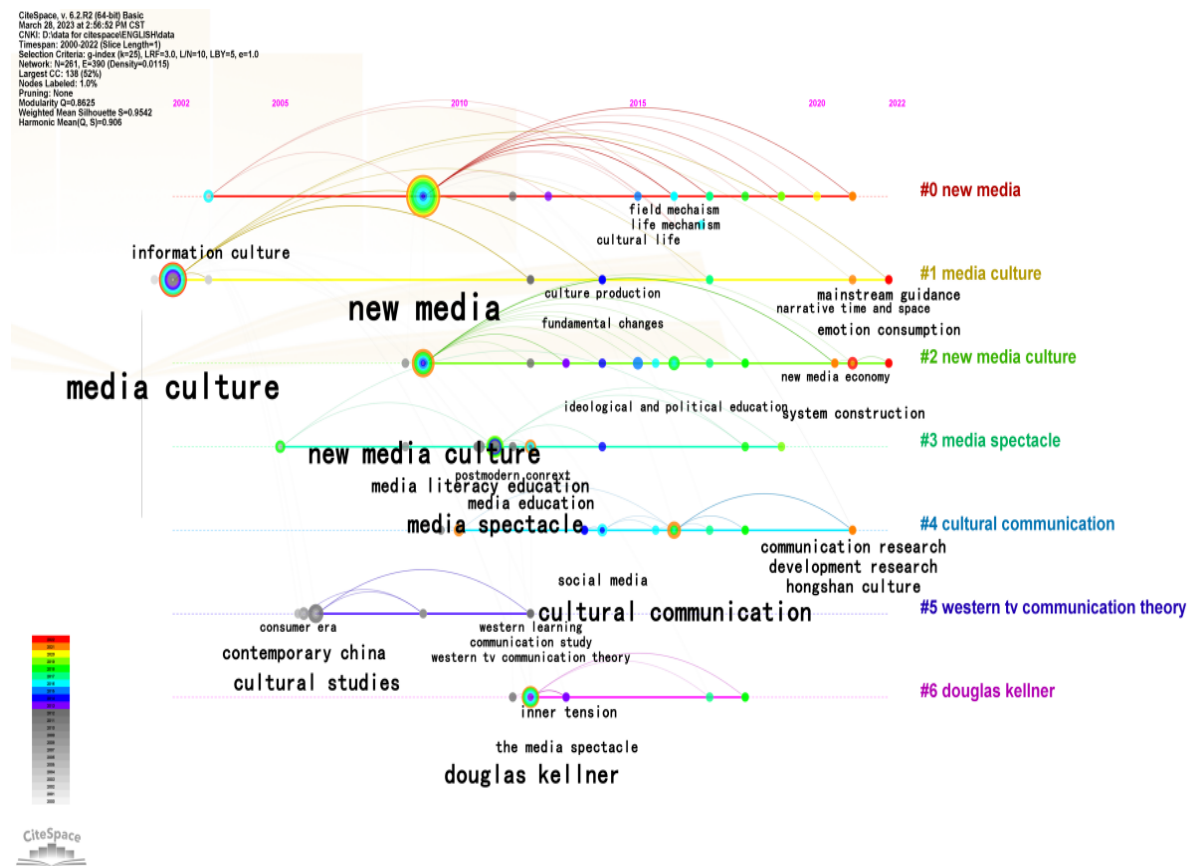 CiteSpace, v. 6.2.R2 (64-bit) Basic
March 28, 2023 at 2:56:52 PM CST
CNKI: D:\data for citespace\ENGLISH\data
Timespan: 2000-2022 (Slice Length=1)
Selection Criteria: g-index (k=25), LRF=3.0, L/N=10, LBY=5, e=1.0
Network: N=261, E=390 (Density=0.0115)
Largest CC: 138 (52%)
Nodes Labeled: 1.0%
Pruning: None
Modularity Q=0.8625
Weighted Mean Silhouette S=0.9542
Harmonic Mean(Q, S)=0.906
2002 2005 2010 2015 2020 2022
#0 new media
field mechaism
life mechanism
cultural life
information culture
#1 media culture
culture production
mainstream guidance
new media
narrative time and space
fundamental changes
emotion consumption
#2 new media culture
new media economy
media culture
ideological and political education
system construction
#3 media spectacle
new media culture
postmodern conrext
media literacy education
media education
media spectacle
#4 cultural communication
communication research
development research
hongshan culture
social media
cultural communication
#5 western tv communication theory
consumer era
western learning
communication study
western tv communication theory
contemporary china
cultural studies
#6 douglas kellner
inner tension
the media spectacle
douglas kellner
CiteSpace